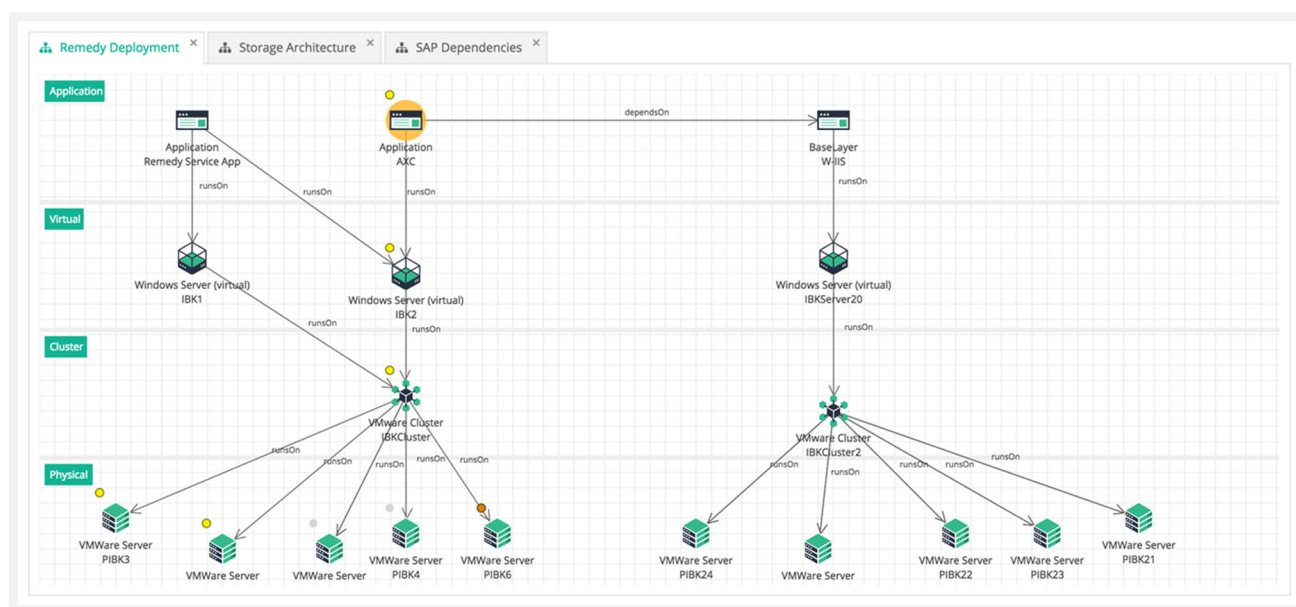 Remedy Deployment
Storage Architecture
SAP Dependencies
Application
Application
Remedy Service App
Application
AXC
dependsOn
BaseLayer
W-IIS
runsOn
runsOn
runsOn
runsOn
Virtual
Windows Server (virtual)
IBK1
Windows Server (virtual)
IBK2
Windows Server (virtual)
IBKServer20
runsOn
runsOn
runsOn
Cluster
VMware Cluster
IBKCluster
VMware Cluster
IBKCluster2
runsOn
runsOn
runsOn
runsOn
runsOn
runsOn
runsOn
runsOn
runsOn
runsOn
Physical
VMWare Server
PIBK3
VMWare Server
VMWare Server
VMWare Server
PIBK4
VMWare Server
PIBK6
VMWare Server
PIBK24
VMWare Server
VMWare Server
PIBK22
VMWare Server
PIBK23
VMWare Server
PIBK21